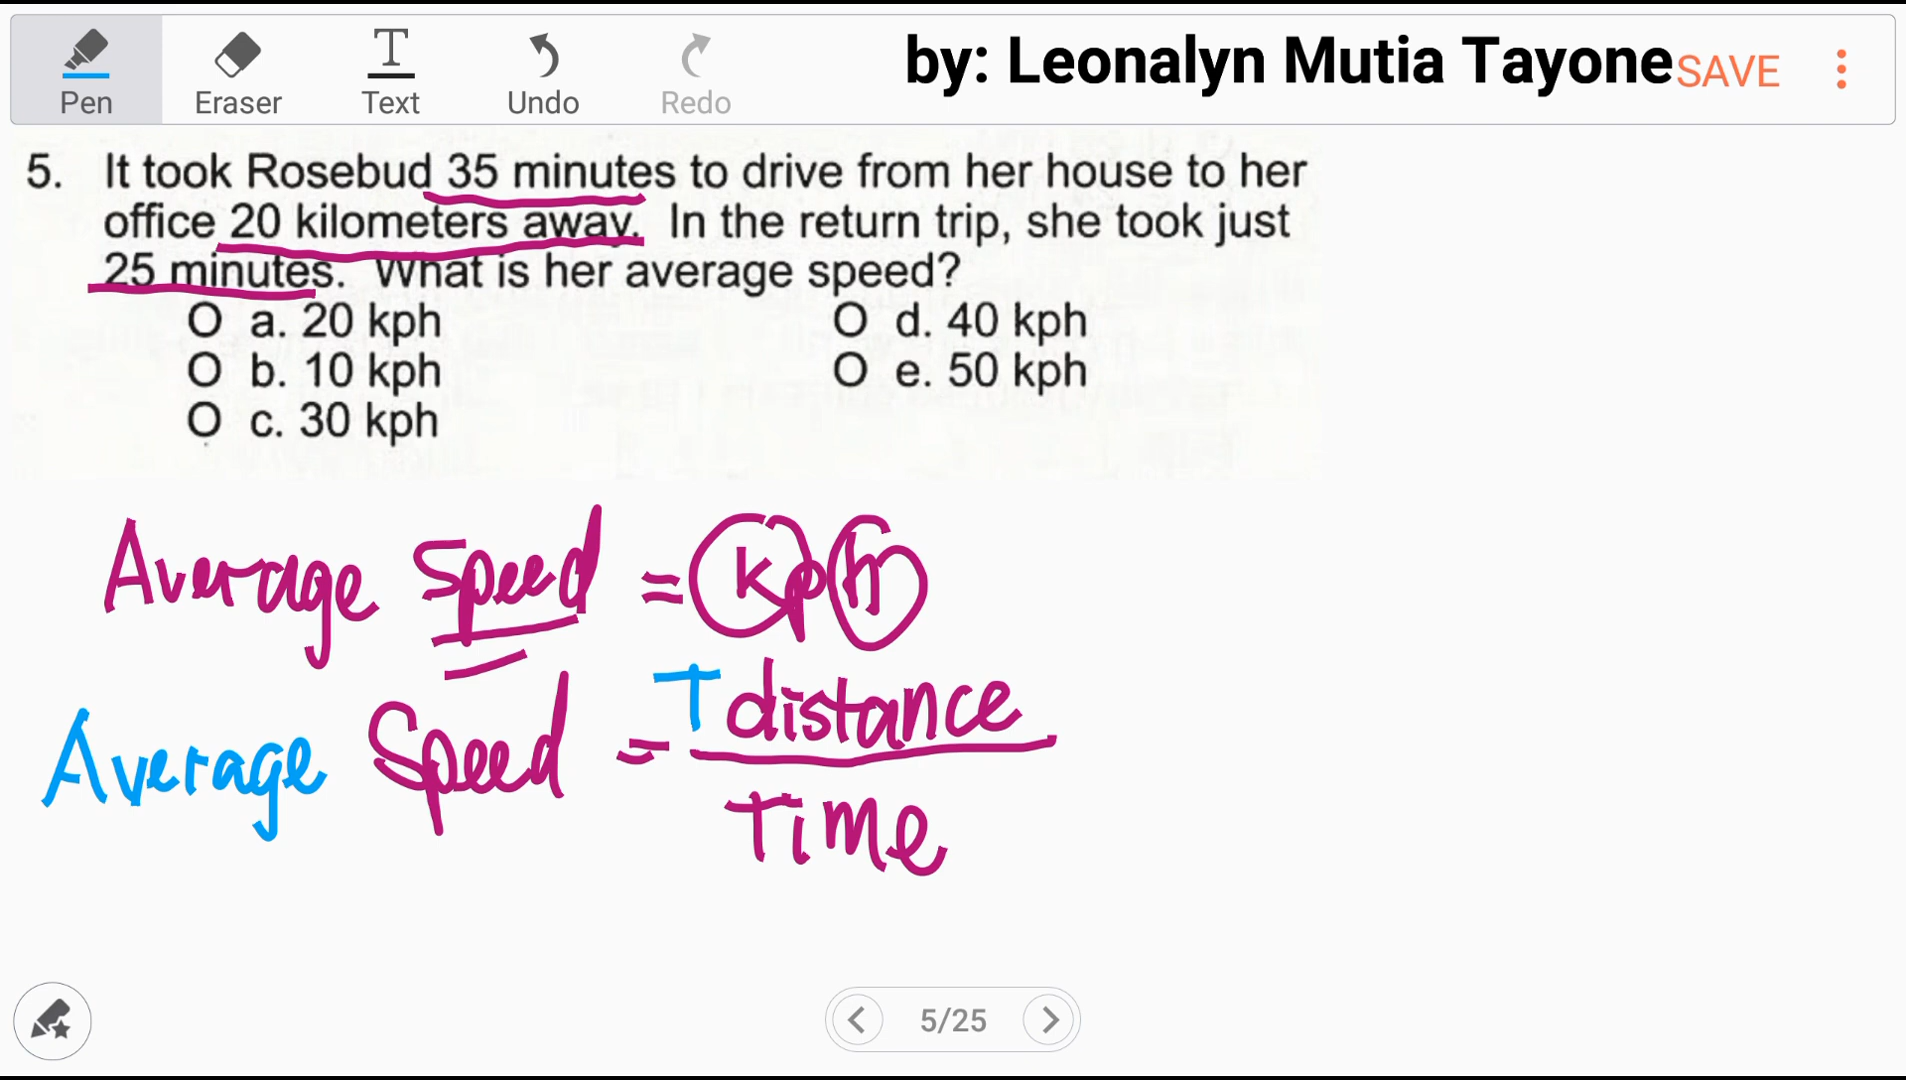 by: Leonalyn Mutia Tayone
SAVE
Pen
Eraser
Text
Undo
Redo
5. It took Rosebud 35 minutes to drive from her house to her
office 20 kilometers away. In the return trip, she took just
25 minutes. What is her average speed?
O a. 20 kph
O d. 40 kph
O b. 10 kph
O e. 50 kph
O c. 30 kph
Average Speed = kph
Average Speed = T distance
Time
5/25